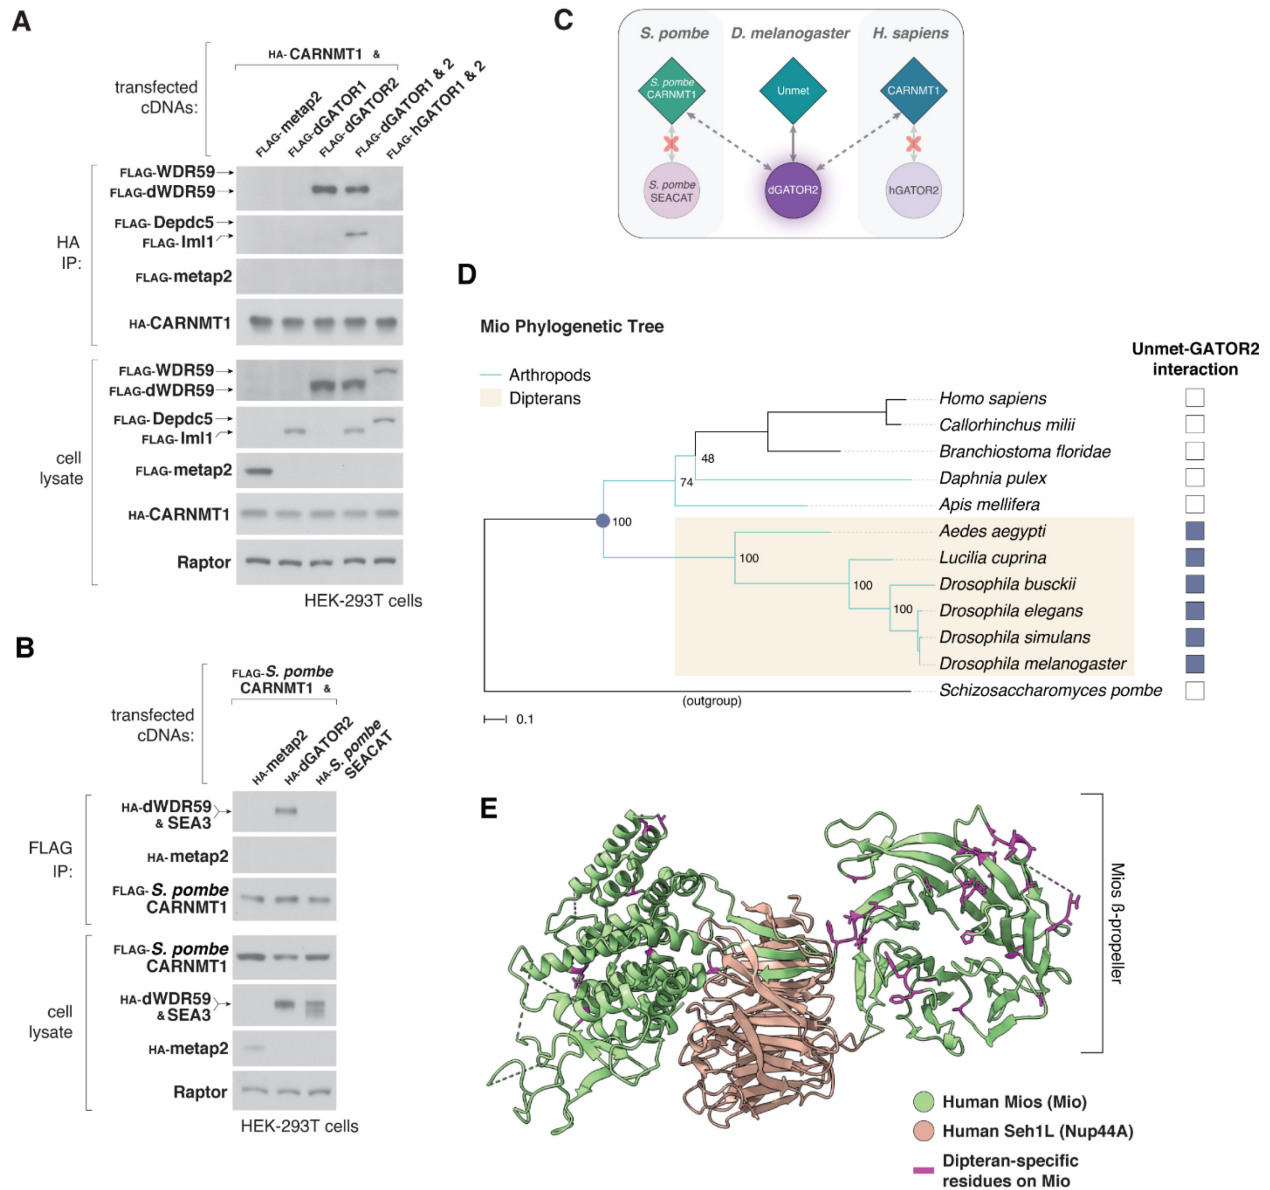 A
HA-CARNMT1 &
transfected
cDNAs:
FLAG-metap2
FLAG-dGATOR1
FLAG-dGATOR2
FLAG-dGATOR1 & 2
FLAG-hGATOR1 & 2
HA
IP:
FLAG-WDR59
FLAG-dWDR59
FLAG-Depdc5
FLAG-Iml1
FLAG-metap2
HA-CARNMT1
cell
lysate
FLAG-WDR59
FLAG-dWDR59
FLAG-Depdc5
FLAG-Iml1
FLAG-metap2
HA-CARNMT1
Raptor
HEK-293T cells
B
FLAG-S. pombe
CARNMT1 &
transfected
cDNAs:
HA-metap2
HA-dGATOR2
HA-S. pombe
SEACAT
FLAG
IP:
HA-dWDR59
& SEA3
HA-metap2
FLAG-S. pombe
CARNMT1
cell
lysate
FLAG-S. pombe
CARNMT1
HA-dWDR59
& SEA3
HA-metap2
Raptor
HEK-293T cells
C
S. pombe D. melanogaster H. sapiens
S. pombe
CARNMT1
Unmet
CARNMT1
S. pombe
SEACAT
dGATOR2
hGATOR2
D
Mio Phylogenetic Tree
Arthropods
Dipterans
Unmet-GATOR2
interaction
Homo sapiens
Callorhinchus milii
Branchiostoma floridae
Daphnia pulex
Apis mellifera
Aedes aegypti
Lucilia cuprina
Drosophila busckii
Drosophila elegans
Drosophila simulans
Drosophila melanogaster
Schizosaccharomyces pombe
48
74
100
100
100
100
(outgroup)
0.1
E
Mios ß-propeller
Human Mios (Mio)
Human Seh1L (Nup44A)
Dipteran-specific
residues on Mio